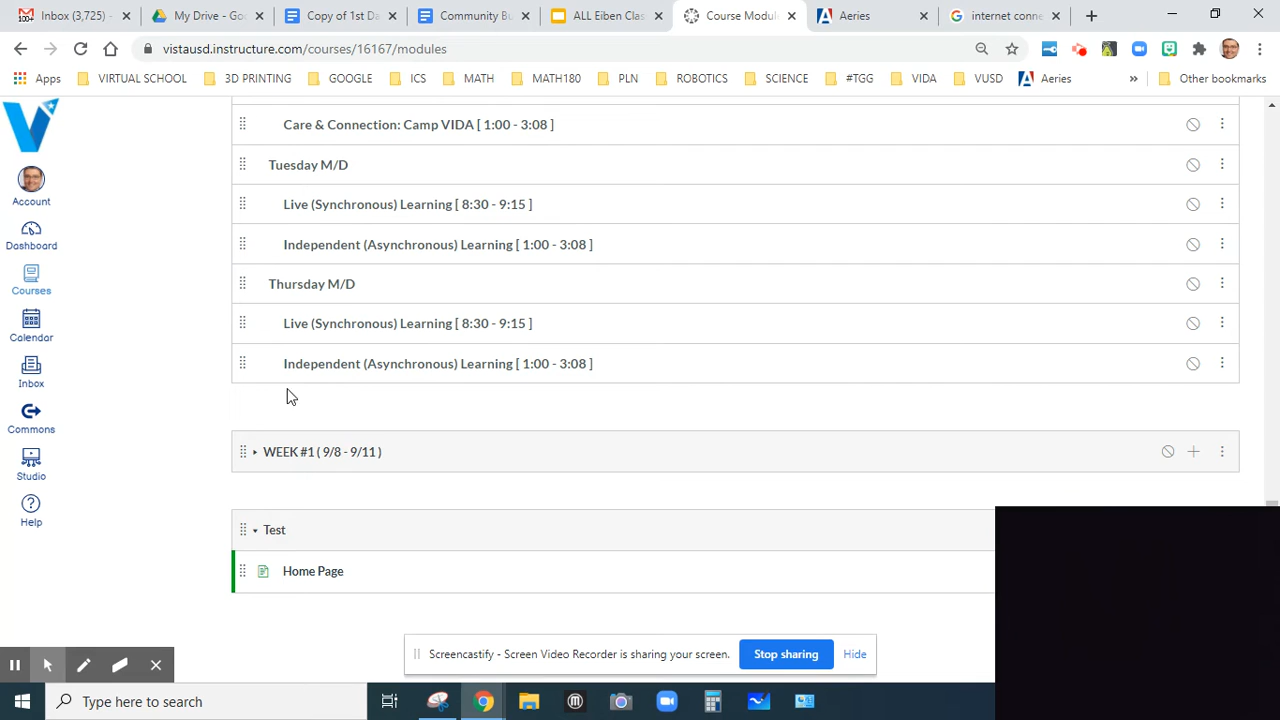 100+ Inbox (3,725) -
My Drive - Goo
Copy of 1st Da
Community Bu
ALL Eiben Clas
Course Modul
Aeries
internet conne
vistausd.instructure.com/courses/16167/modules
Apps
VIRTUAL SCHOOL
3D PRINTING
GOOGLE
ICS
MATH
MATH180
PLN
ROBOTICS
SCIENCE
#TGG
VIDA
VUSD
Aeries
»
Other bookmarks
Account
Dashboard
Courses
Calendar
Inbox
Commons
Studio
Help
Care & Connection: Camp VIDA [ 1:00 - 3:08 ]
Tuesday M/D
Live (Synchronous) Learning [ 8:30 - 9:15 ]
Independent (Asynchronous) Learning [ 1:00 - 3:08 ]
Thursday M/D
Live (Synchronous) Learning [ 8:30 - 9:15 ]
Independent (Asynchronous) Learning [ 1:00 - 3:08 ]
WEEK #1 ( 9/8 - 9/11 )
Test
Home Page
Screencastify - Screen Video Recorder is sharing your screen.
Stop sharing
Hide
Type here to search